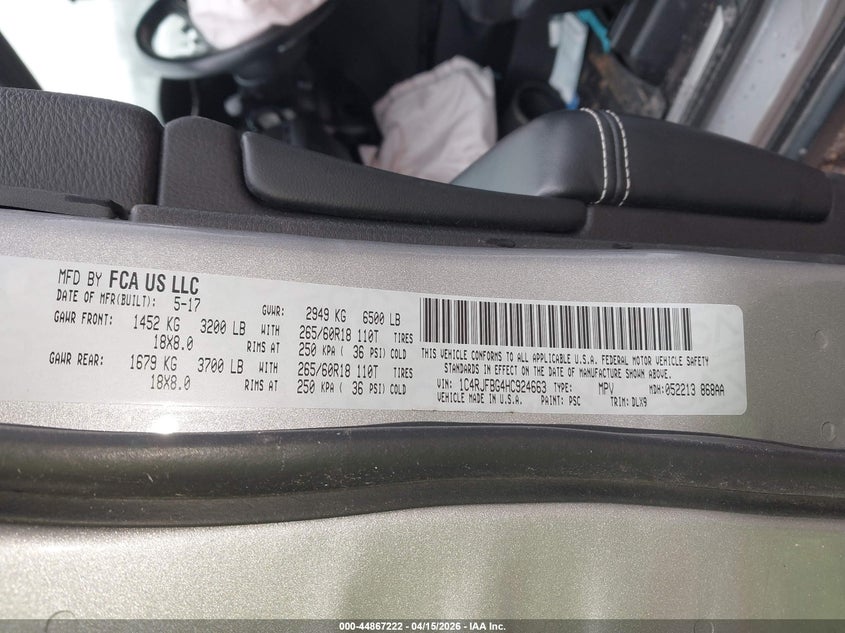 MFD BY FCA US LLC
DATE OF MFR(BUILT): 5-17 GVWR: 2949 KG 6500 LB
GAWR FRONT: 1452 KG 3200 LB WITH 265/60R18 110T TIRES
18X8.0 RIMS AT 250 KPA ( 36 PSI) COLD
GAWR REAR: 1679 KG 3700 LB WITH 265/60R18 110T TIRES
18X8.0 RIMS AT 250 KPA ( 36 PSI) COLD
THIS VEHICLE CONFORMS TO ALL APPLICABLE U.S.A. FEDERAL MOTOR VEHICLE SAFETY
STANDARDS IN EFFECT ON THE DATE OF MANUFACTURE SHOWN ABOVE.
VIN: 1C4RJFBG4HC924663 TYPE: MPV MDH: 052213 868AA
VEHICLE MADE IN U.S.A. PAINT: PSC TRIM: DLX9
000-44867222 - 04/15/2026 - IAA Inc.